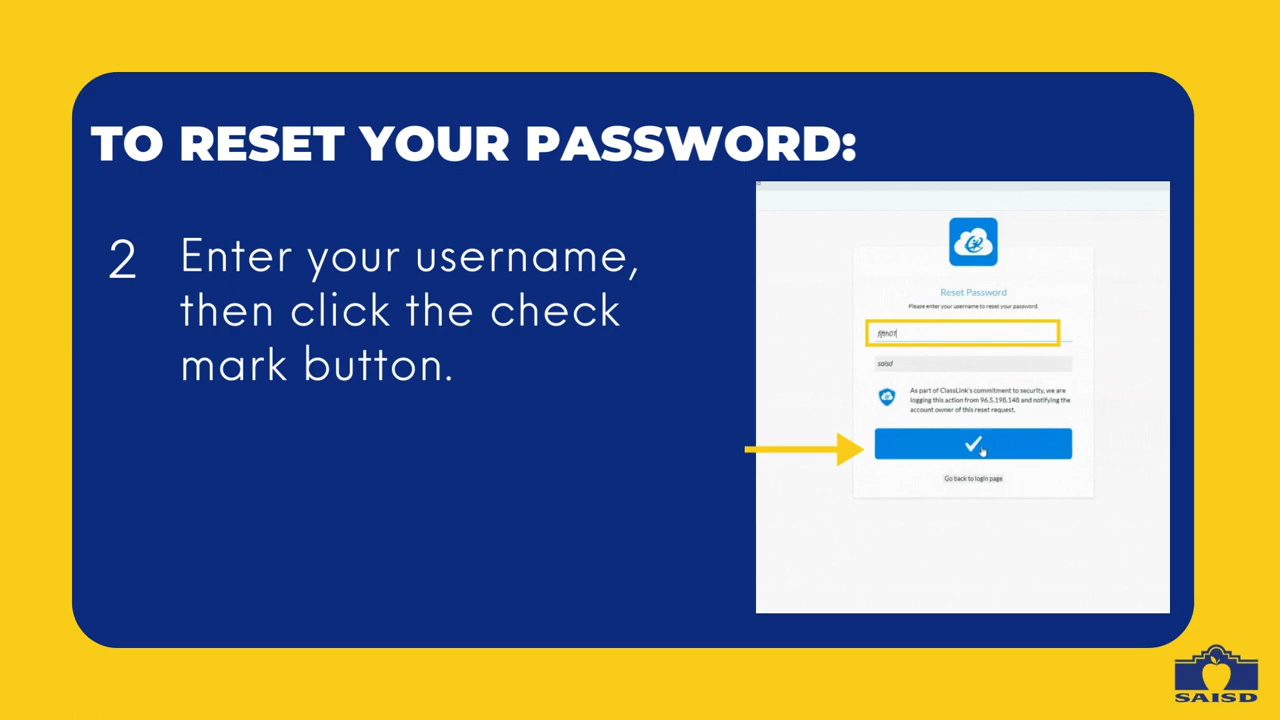 TO RESET YOUR PASSWORD:
2 Enter your username,
then click the check
mark button.
Reset Password
Please enter your username to reset your password.
saisd
As part of ClassLink's commitment to security, we are
logging this action from 96.5.198.148 and notifying the
account owner of this reset request.
Go back to login page
SAISD